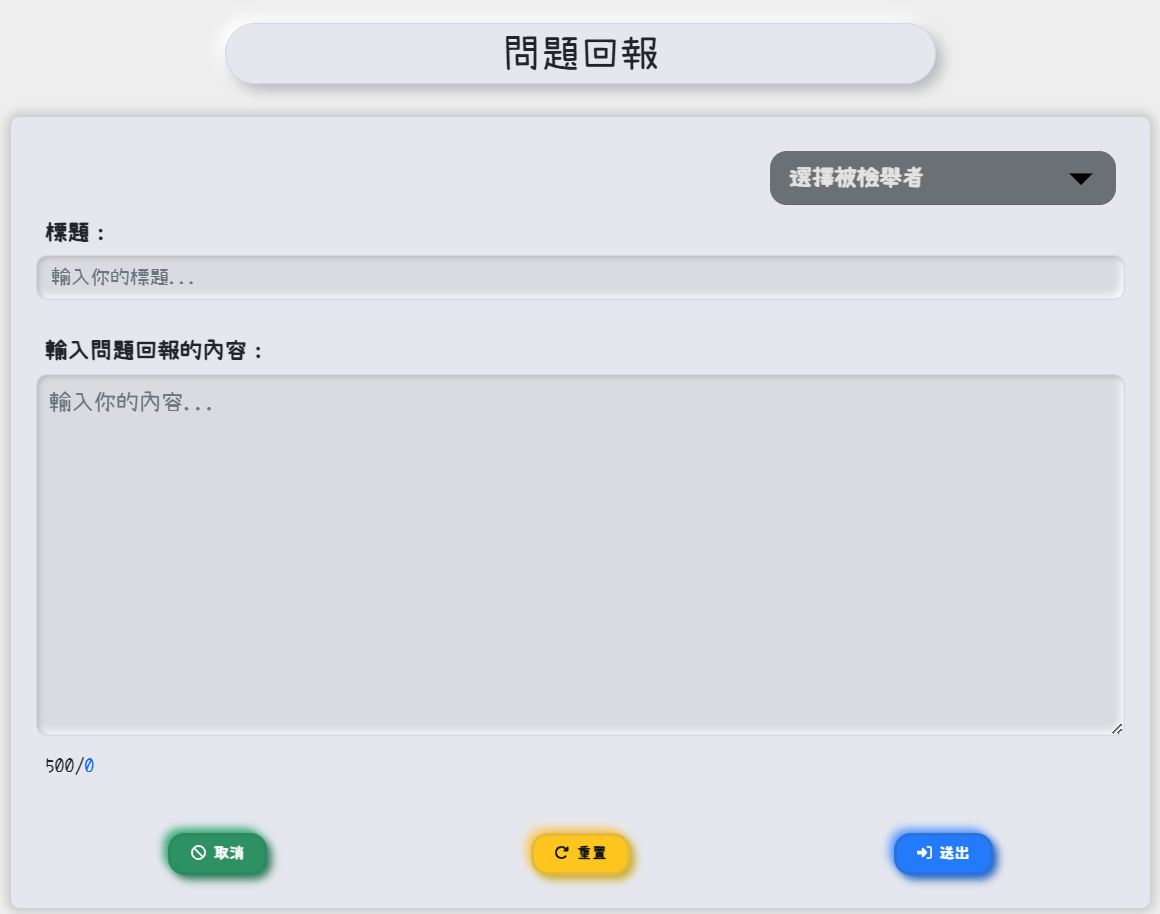 問題回報
選擇被檢舉者
標題：
輸入你的標題...
輸入問題回報的內容：
輸入你的內容...
500/0
取消
重置
送出